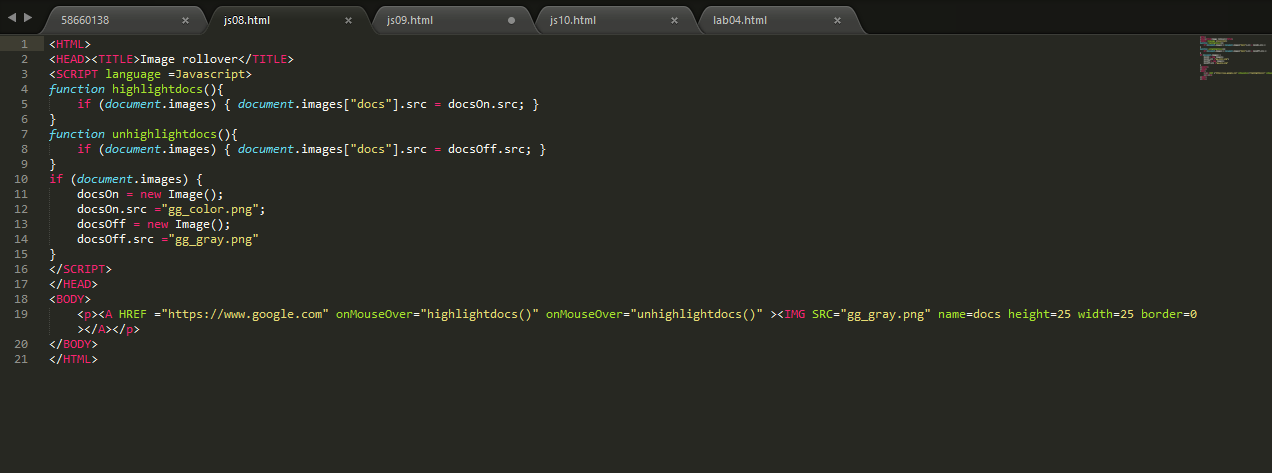 58660138 js08.html js09.html js10.html lab04.html
1 <HTML>
2 <HEAD><TITLE>Image rollover</TITLE>
3 <SCRIPT language =Javascript>
4 function highlightdocs(){
5     if (document.images) { document.images["docs"].src = docsOn.src; }
6 }
7 function unhighlightdocs(){
8     if (document.images) { document.images["docs"].src = docsOff.src; }
9 }
10 if (document.images) {
11     docsOn = new Image();
12     docsOn.src ="gg_color.png";
13     docsOff = new Image();
14     docsOff.src ="gg_gray.png"
15 }
16 </SCRIPT>
17 </HEAD>
18 <BODY>
19     <p><A HREF ="https://www.google.com" onMouseOver="highlightdocs()" onMouseOver="unhighlightdocs()" ><IMG SRC="gg_gray.png" name=docs height=25 width=25 border=0
    ></A></p>
20 </BODY>
21 </HTML>